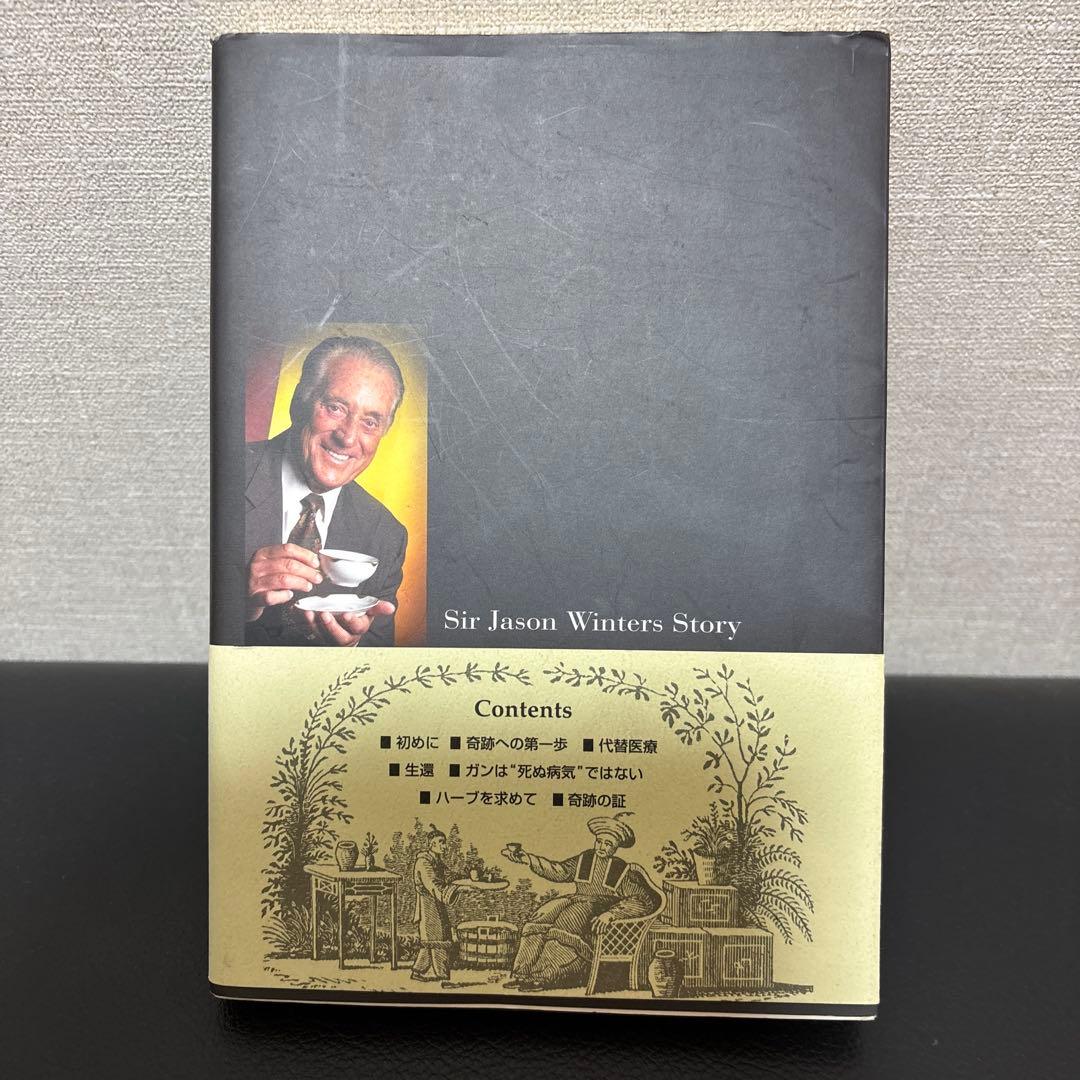 Sir Jason Winters Story
Contents
■ 初めに ■ 奇跡への第一歩 ■ 代替医療
■ 生還 ■ ガンは“死ぬ病気”ではない
■ ハーブを求めて ■ 奇跡の証